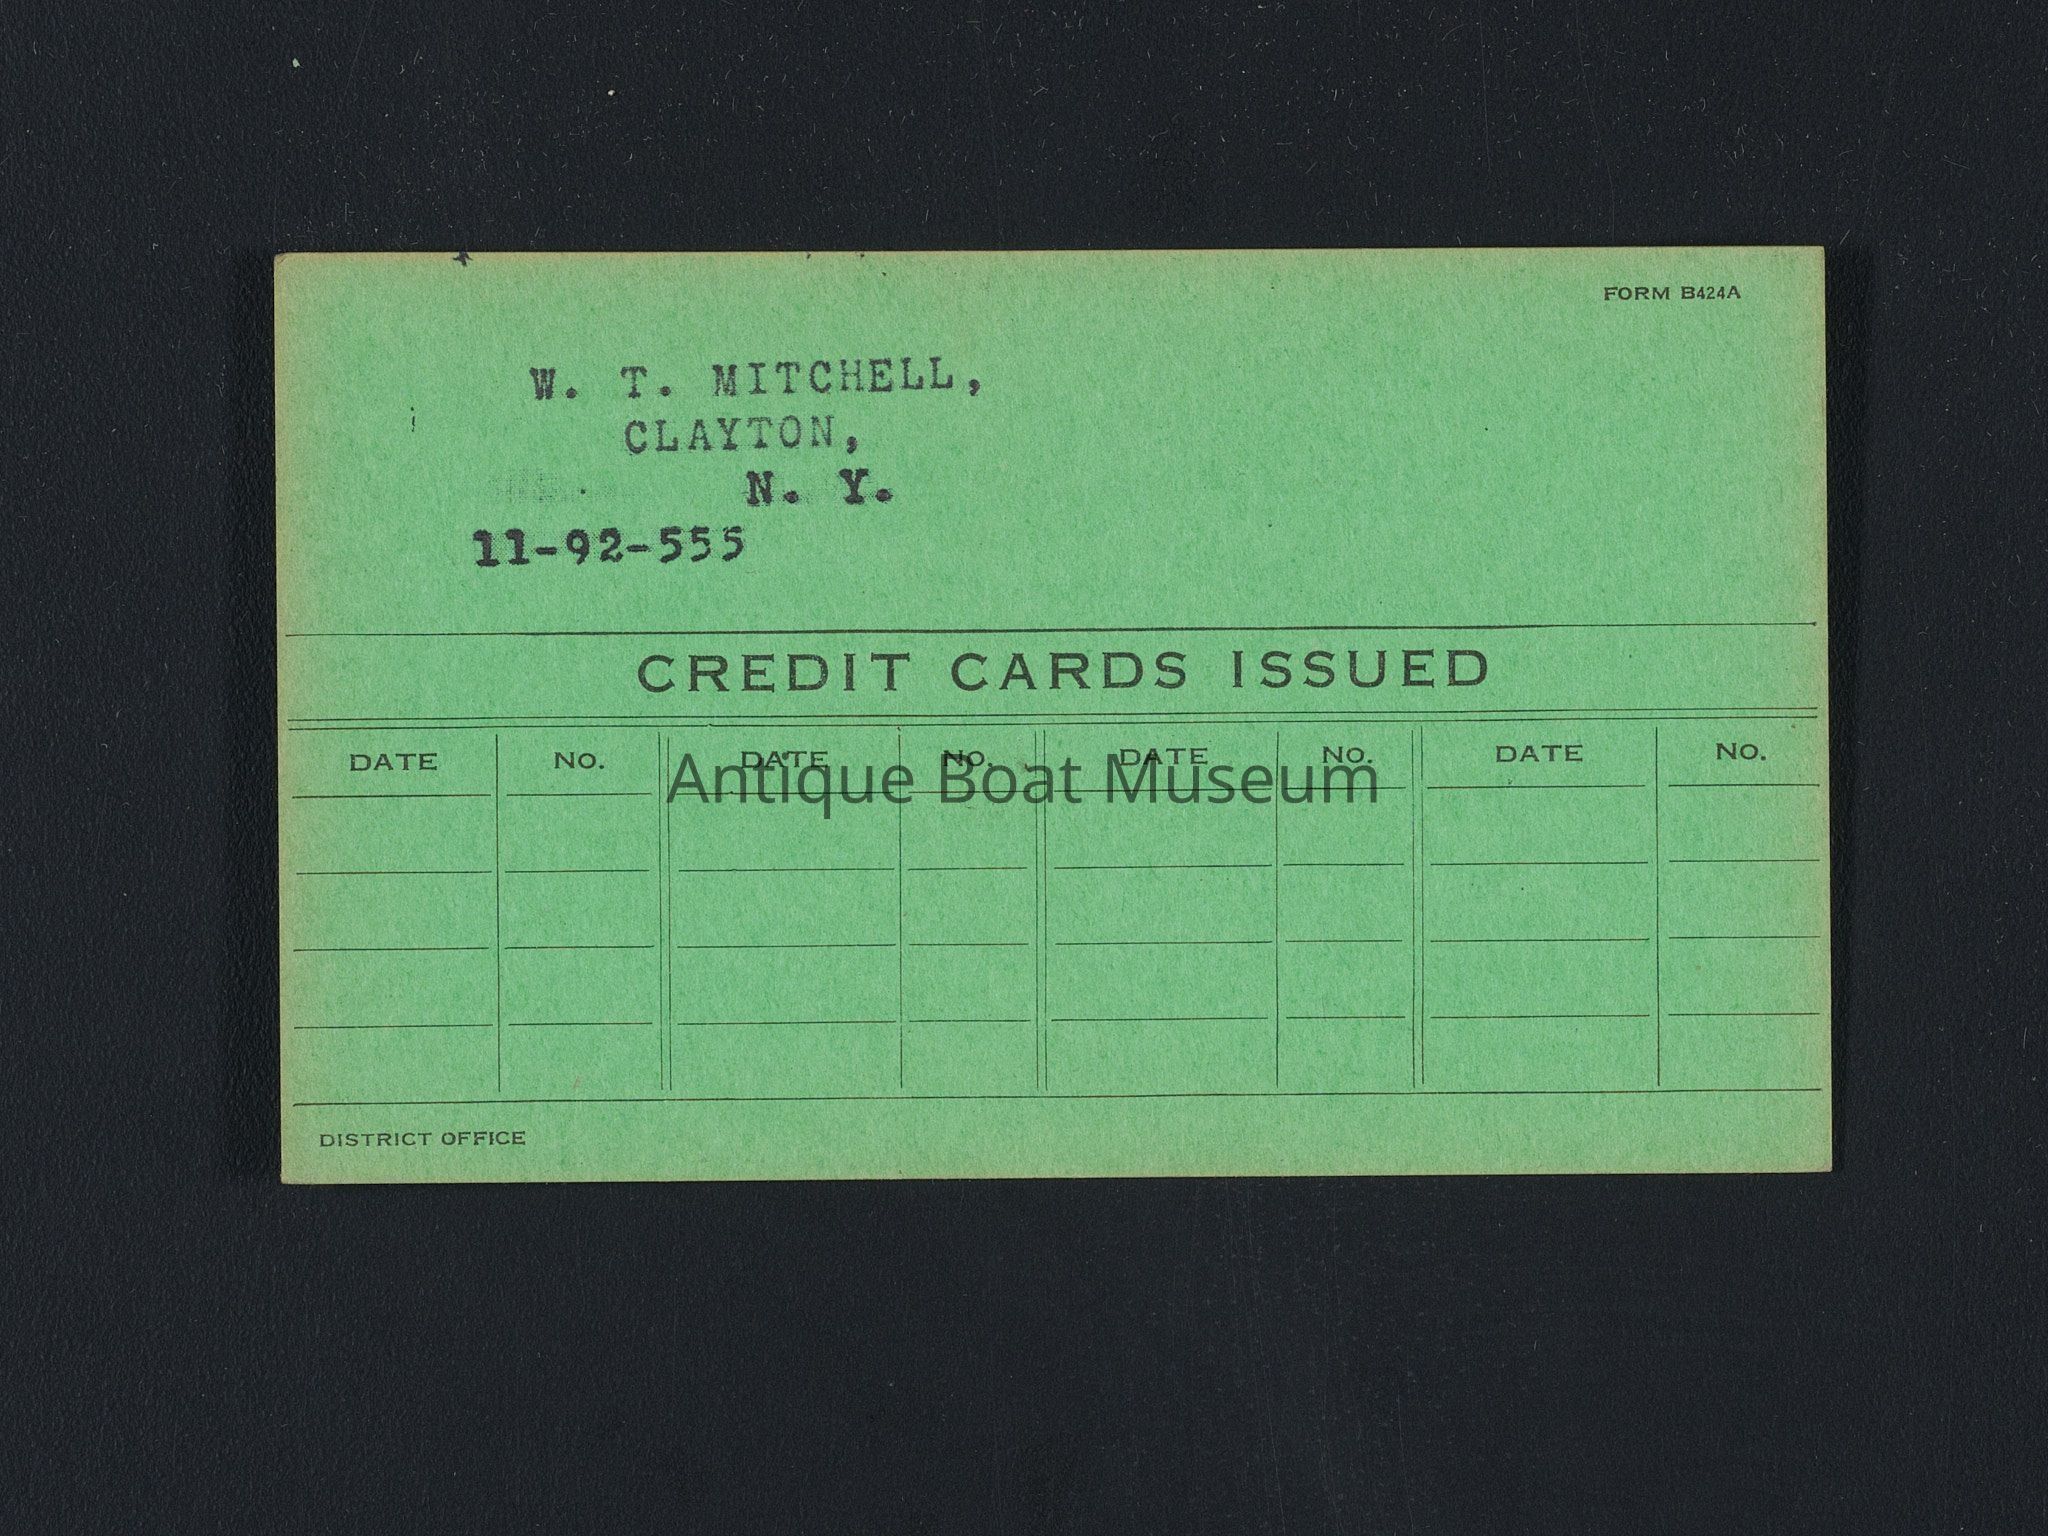 FORM B424A
W. T. MITCHELL,
CLAYTON,
N. Y.
11-92-555
CREDIT CARDS ISSUED
DATE NO. DATE NO. DATE NO. DATE NO.
Antique Boat Museum
DISTRICT OFFICE